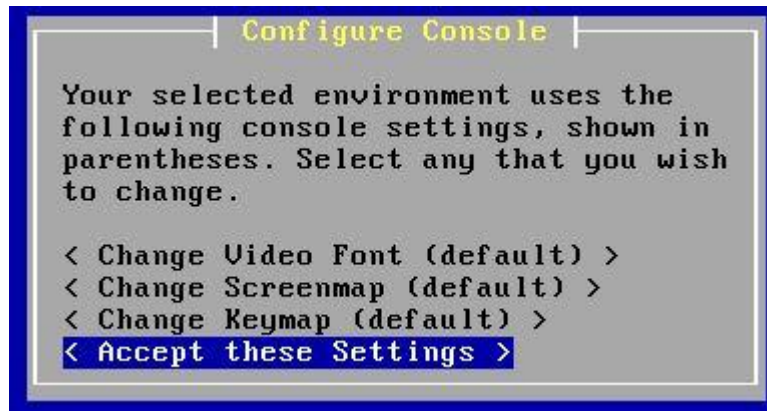 Configure Console
Your selected environment uses the
following console settings, shown in
parentheses. Select any that you wish
to change.
< Change Video Font (default) >
< Change Screenmap (default) >
< Change Keymap (default) >
< Accept these Settings >